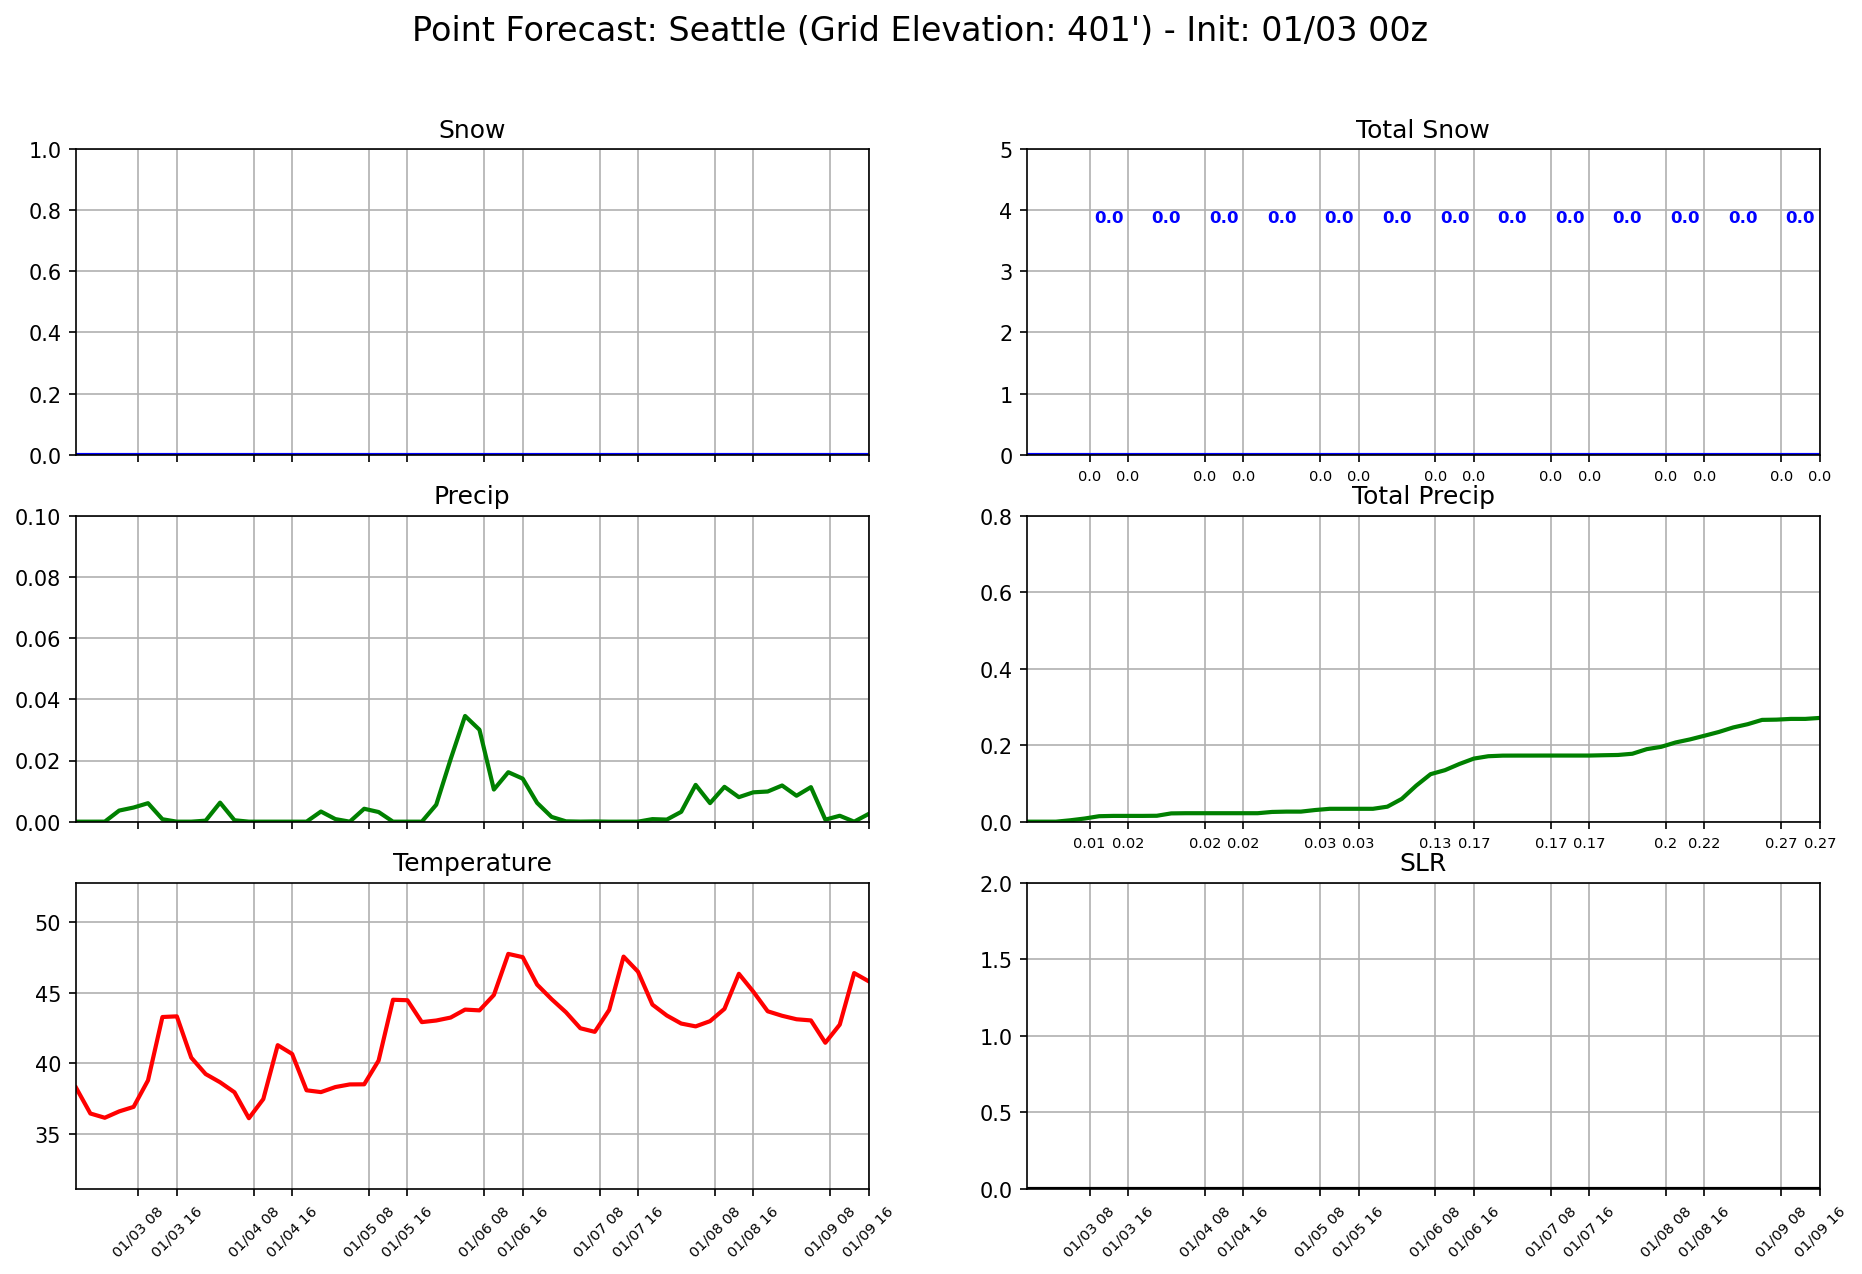 Point Forecast: Seattle (Grid Elevation: 401') - Init: 01/03 00z
Snow
1.0
0.8
0.6
0.4
0.2
0.0
Total Snow
5
4
3
2
1
0
0.0 0.0 0.0 0.0 0.0 0.0 0.0 0.0 0.0 0.0 0.0 0.0 0.0
0.0 0.0 0.0 0.0 0.0 0.0 0.0 0.0 0.0 0.0 0.0 0.0 0.0 0.0
Precip
0.10
0.08
0.06
0.04
0.02
0.00
Total Precip
0.8
0.6
0.4
0.2
0.0
0.01 0.02 0.02 0.02 0.03 0.03 0.13 0.17 0.17 0.17 0.2 0.22 0.27 0.27
Temperature
50
45
40
35
01/03 08 01/03 16 01/04 08 01/04 16 01/05 08 01/05 16 01/06 08 01/06 16 01/07 08 01/07 16 01/08 08 01/08 16 01/09 08 01/09 16
SLR
2.0
1.5
1.0
0.5
0.0
01/03 08 01/03 16 01/04 08 01/04 16 01/05 08 01/05 16 01/06 08 01/06 16 01/07 08 01/07 16 01/08 08 01/08 16 01/09 08 01/09 16